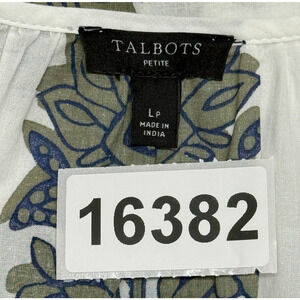 TALBOTS
PETITE
LP
MADE IN
INDIA
16382